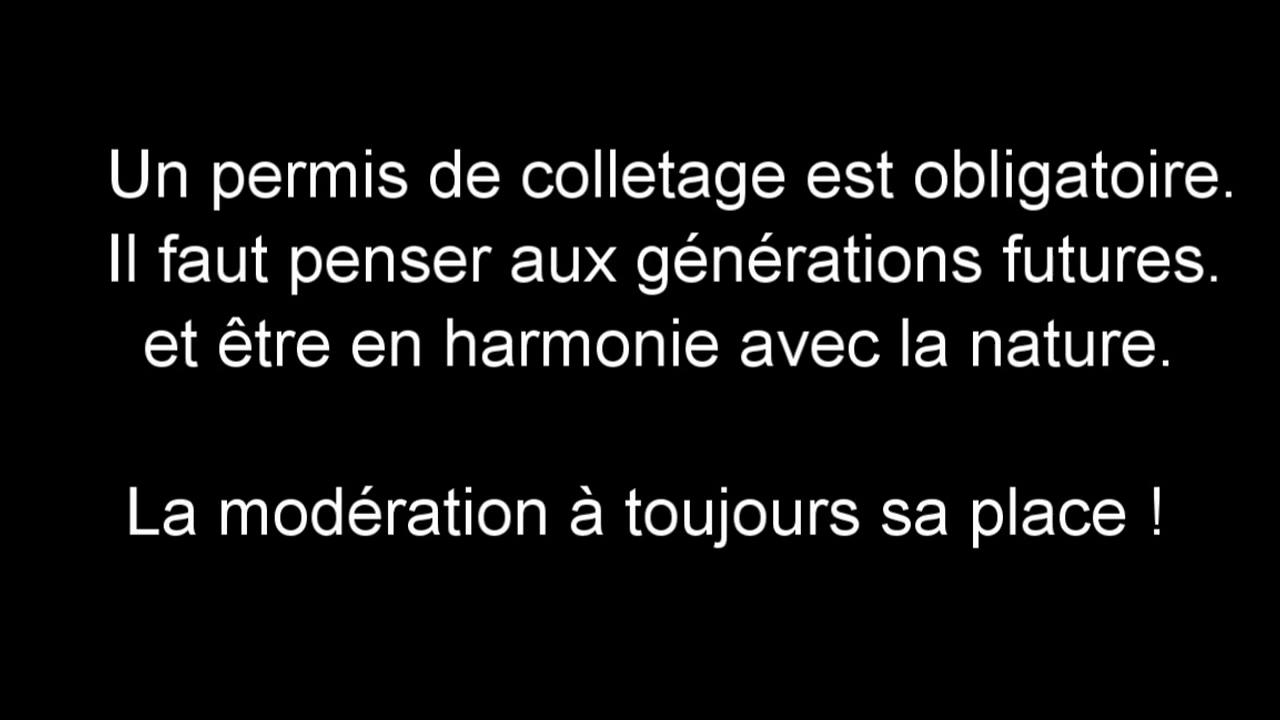 Un permis de colletage est obligatoire.
Il faut penser aux générations futures.
et être en harmonie avec la nature.
La modération à toujours sa place !